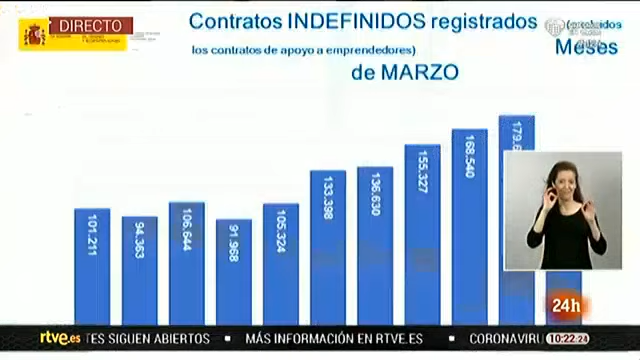 DIRECTO
Contratos INDEFINIDOS registrados
los contratos de apoyo a emprendedores)
Meses
de MARZO
101.211
94.363
106.644
91.968
105.324
133.398
136.630
155.327
168.540
179.6
24h
rtve.es TES SIGUEN ABIERTOS • MÁS INFORMACIÓN EN RTVE.ES • CORONAVIRU 10:22:24